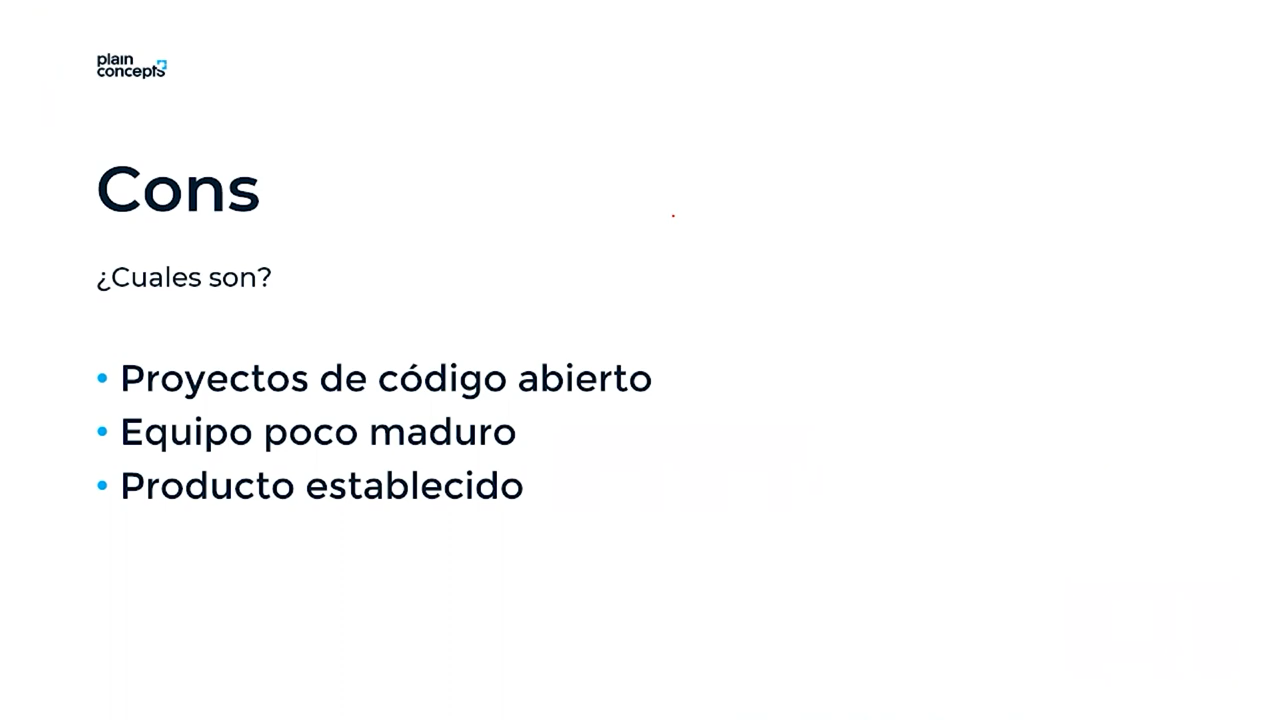 plain
concepts
Cons
¿Cuales son?
• Proyectos de código abierto
• Equipo poco maduro
• Producto establecido